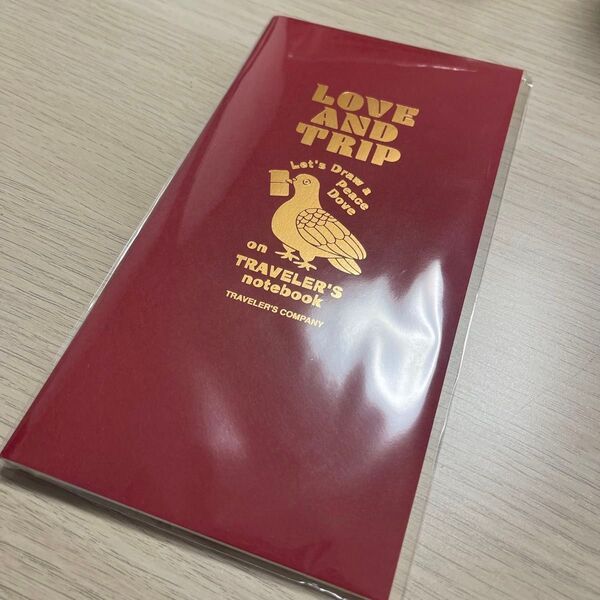 LOVE
AND
TRIP
Let's Draw a
Peace
Dove
on
TRAVELER'S
notebook
TRAVELER'S COMPANY